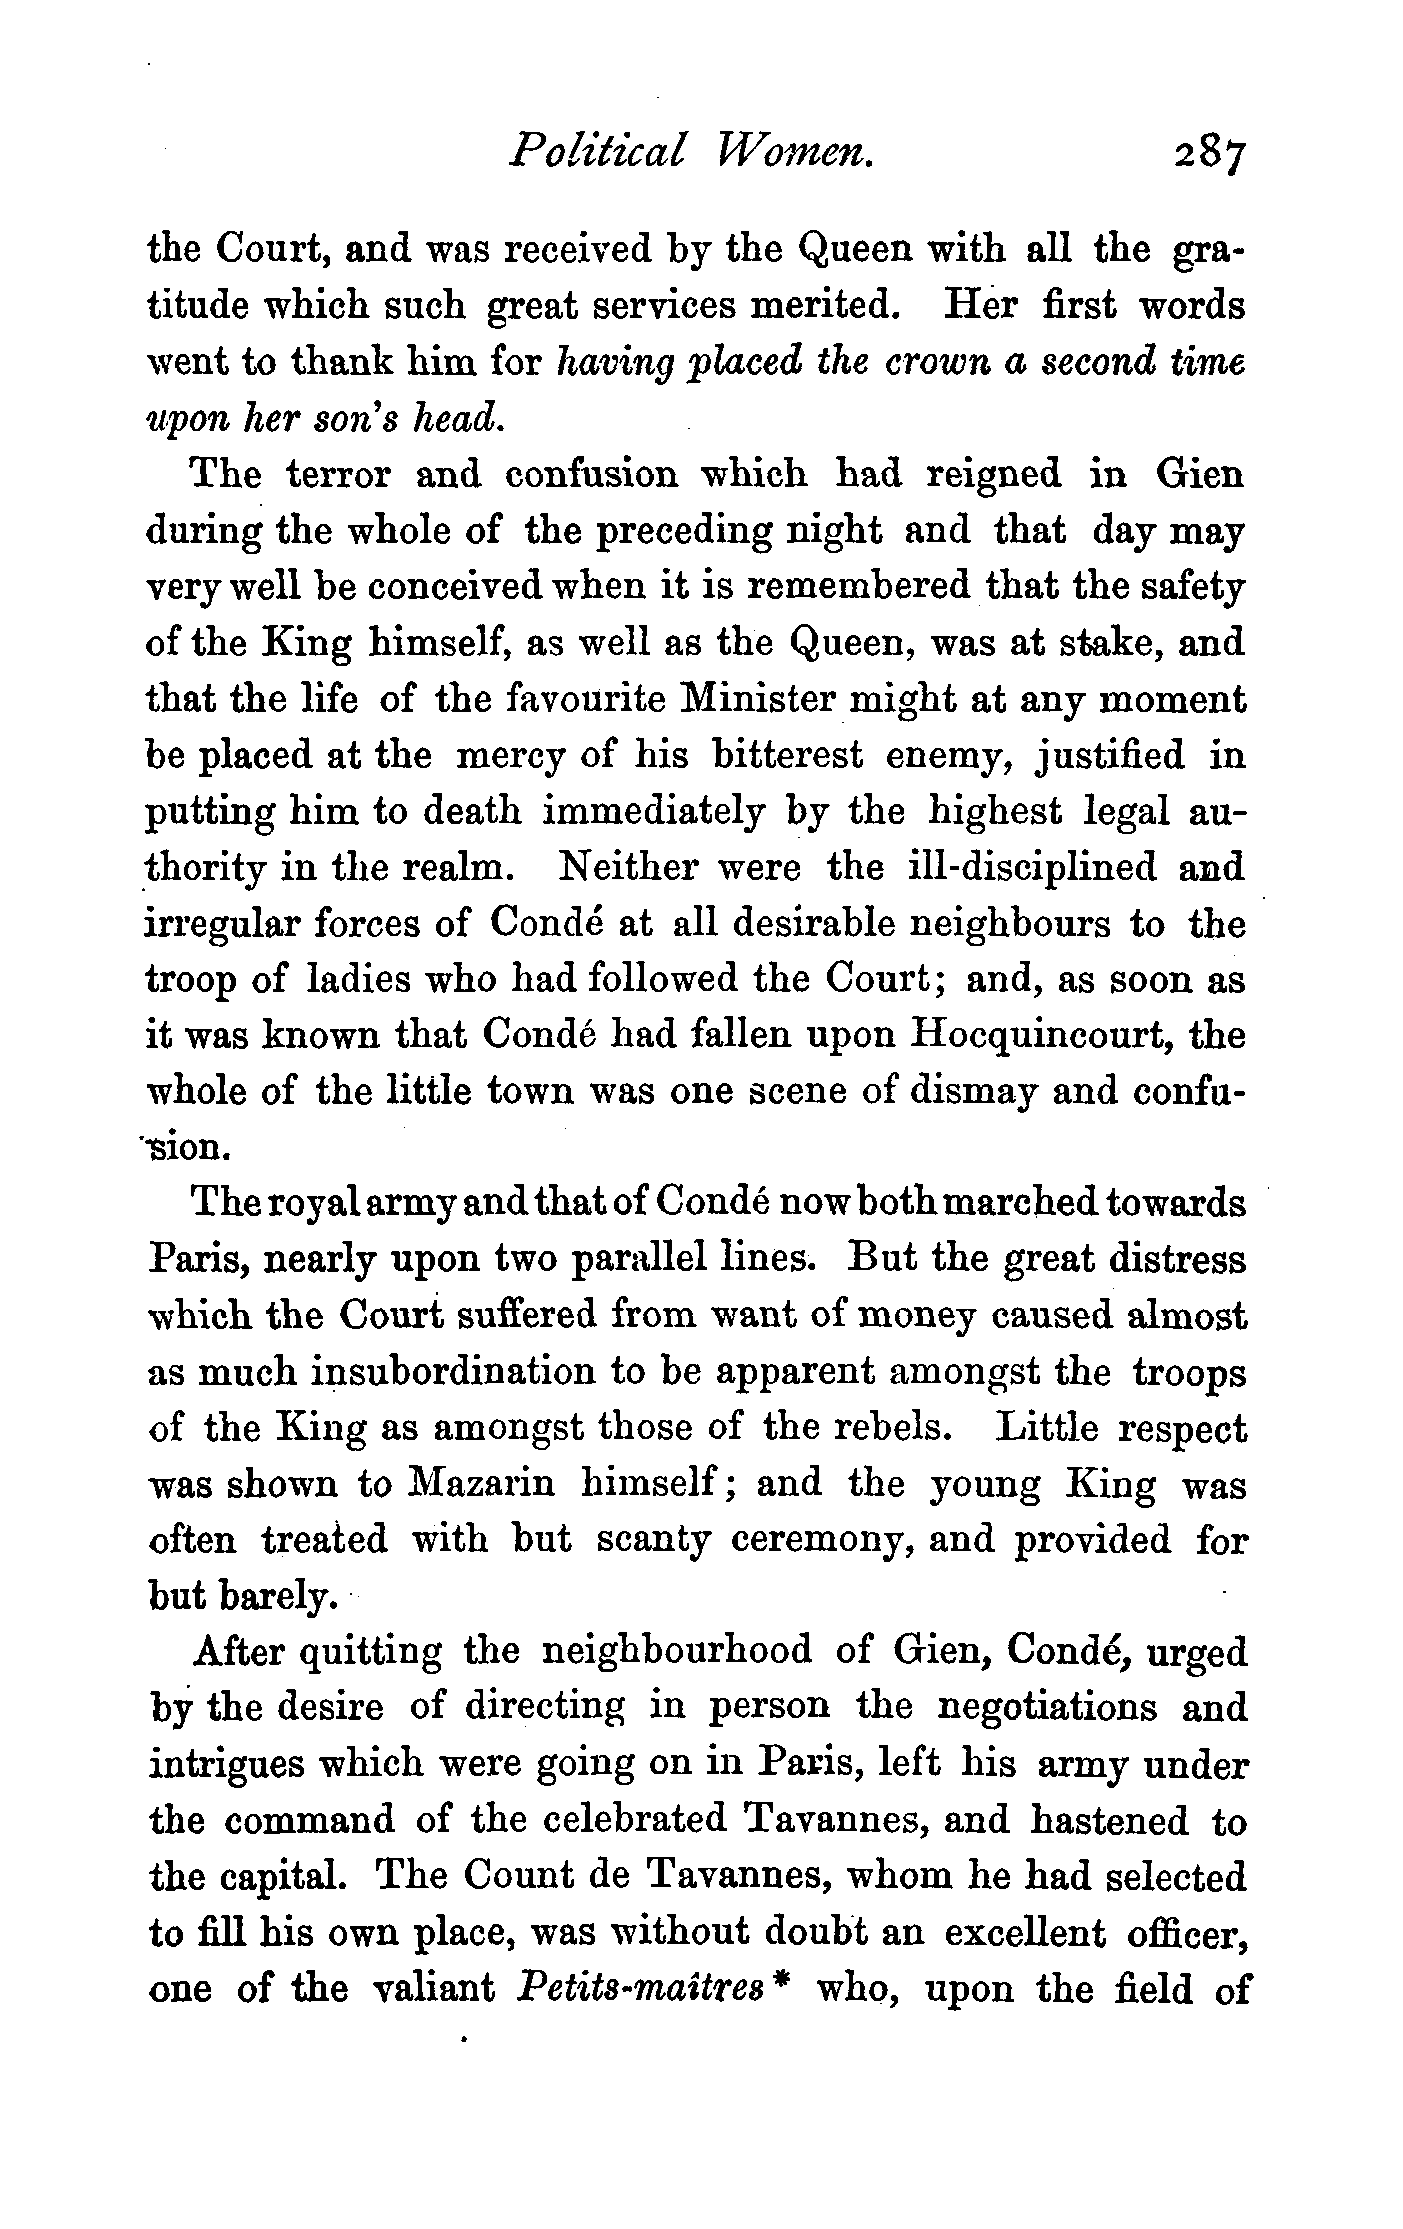 Political Women. 287
the Court, and was received by the Queen with all the gra-
titude which such great services merited. Her first words
went to thank him for having placed the crown a second time
upon her son's head.
The terror and confusion which had reigned in Gien
during the whole of the preceding night and that day may
very well be conceived when it is remembered that the safety
of the King himself, as well as the Queen, was at stake, and
that the life of the favourite Minister might at any moment
be placed at the mercy of his bitterest enemy, justified in
putting him to death immediately by the highest legal au-
thority in the realm. Neither were the ill-disciplined and
irregular forces of Condé at all desirable neighbours to the
troop of ladies who had followed the Court; and, as soon as
it was known that Condé had fallen upon Hocquincourt, the
whole of the little town was one scene of dismay and confu-
sion.
The royal army and that of Condé now both marched towards
Paris, nearly upon two parallel lines. But the great distress
which the Court suffered from want of money caused almost
as much insubordination to be apparent amongst the troops
of the King as amongst those of the rebels. Little respect
was shown to Mazarin himself; and the young King was
often treated with but scanty ceremony, and provided for
but barely.
After quitting the neighbourhood of Gien, Condé, urged
by the desire of directing in person the negotiations and
intrigues which were going on in Paris, left his army under
the command of the celebrated Tavannes, and hastened to
the capital. The Count de Tavannes, whom he had selected
to fill his own place, was without doubt an excellent officer,
one of the valiant Petits-maîtres * who, upon the field of